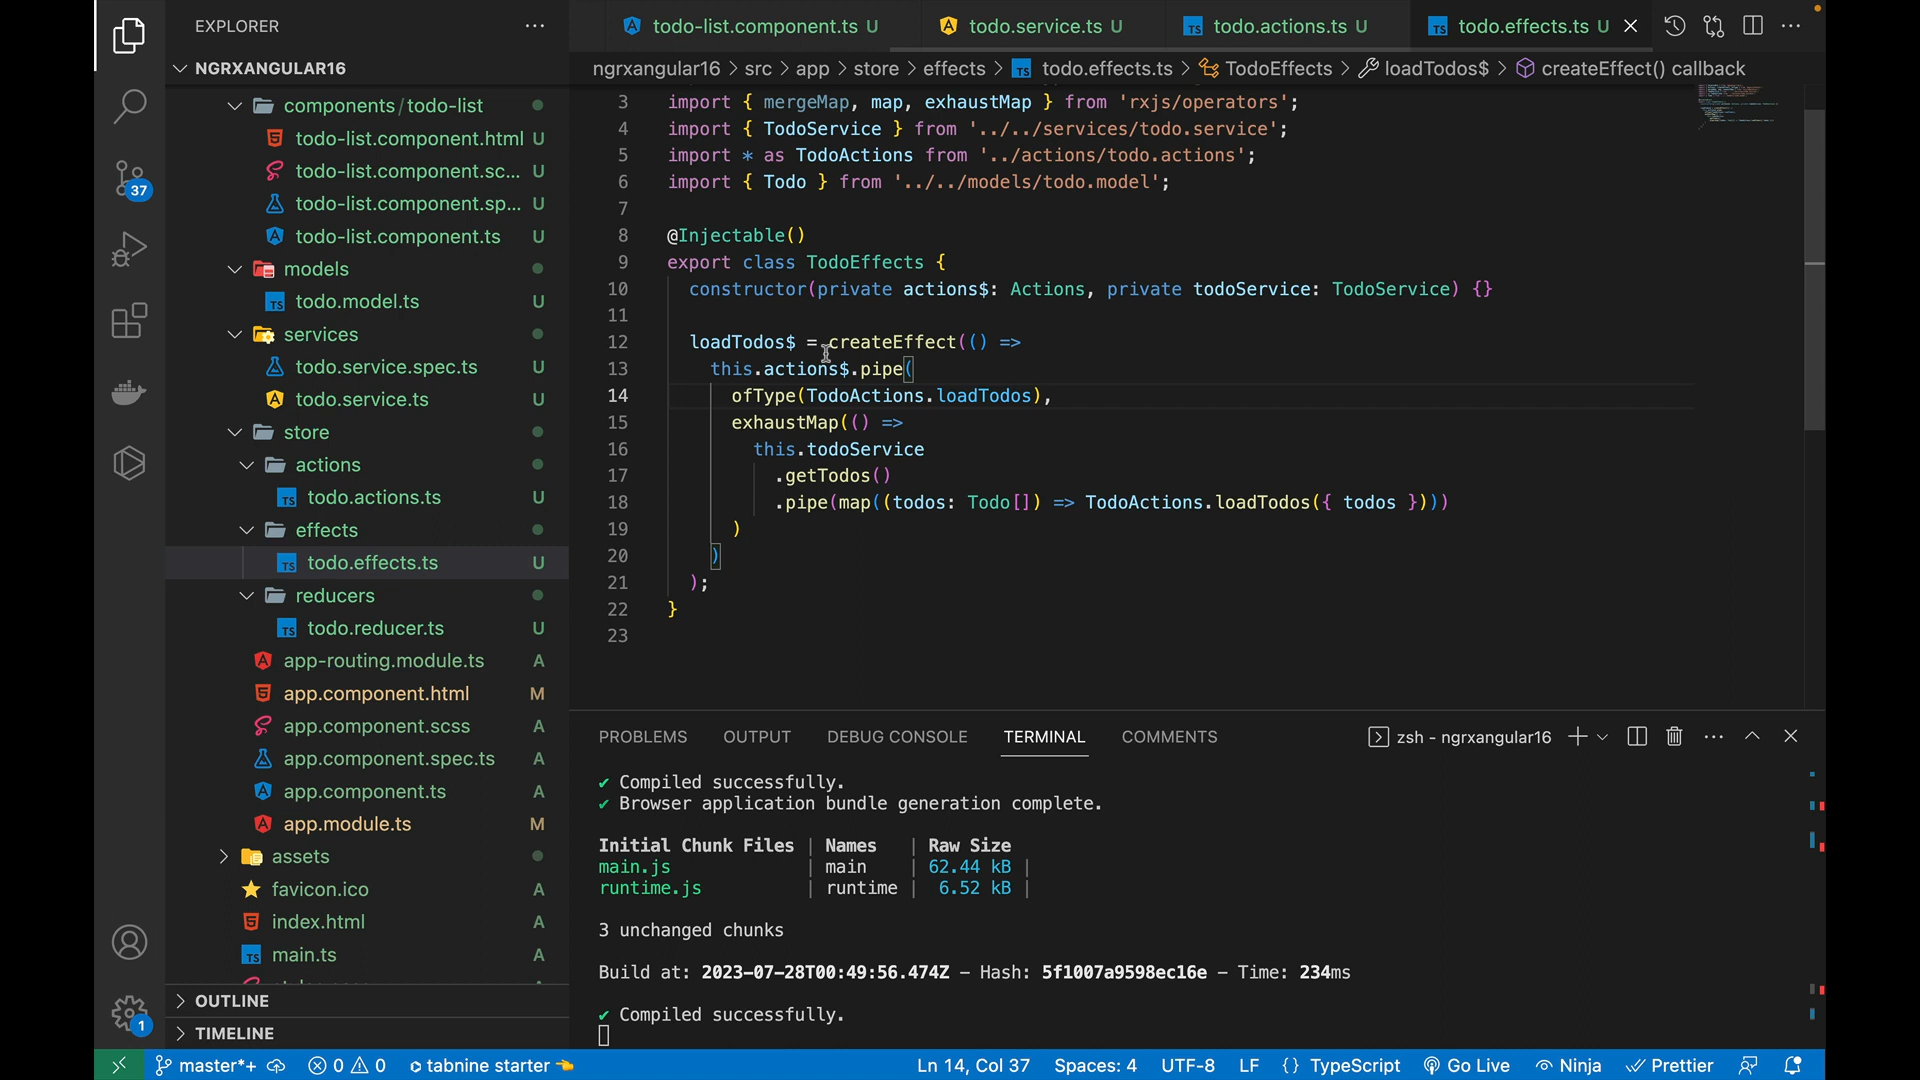 EXPLORER
NGRXANGULAR16
components/todo-list
todo-list.component.html U
todo-list.component.sc... U
todo-list.component.sp... U
todo-list.component.ts U
models
todo.model.ts U
services
todo.service.spec.ts U
todo.service.ts U
store
actions
todo.actions.ts U
effects
todo.effects.ts U
reducers
todo.reducer.ts U
app-routing.module.ts A
app.component.html M
app.component.scss A
app.component.spec.ts A
app.component.ts A
app.module.ts M
assets
favicon.ico A
index.html A
main.ts A
OUTLINE
TIMELINE
37
1
todo-list.component.ts U
todo.service.ts U
todo.actions.ts U
todo.effects.ts U
ngrxangular16 > src > app > store > effects > TS todo.effects.ts > TodoEffects > loadTodos$ > createEffect() callback
3 import { mergeMap, map, exhaustMap } from 'rxjs/operators';
4 import { TodoService } from '../../services/todo.service';
5 import * as TodoActions from '../actions/todo.actions';
6 import { Todo } from '../../models/todo.model';
7
8 @Injectable()
9 export class TodoEffects {
10 constructor(private actions$: Actions, private todoService: TodoService) {}
11
12 loadTodos$ = createEffect(() =>
13 this.actions$.pipe(
14 ofType(TodoActions.loadTodos),
15 exhaustMap(() =>
16 this.todoService
17 .getTodos()
18 .pipe(map((todos: Todo[]) => TodoActions.loadTodos({ todos })))
19 )
20 )
21 );
22 }
23
PROBLEMS OUTPUT DEBUG CONSOLE TERMINAL COMMENTS
zsh - ngrxangular16
✔ Compiled successfully.
✔ Browser application bundle generation complete.
Initial Chunk Files | Names | Raw Size
main.js | main | 62.44 kB |
runtime.js | runtime | 6.52 kB |
3 unchanged chunks
Build at: 2023-07-28T00:49:56.474Z - Hash: 5f1007a9598ec16e - Time: 234ms
✔ Compiled successfully.
master*+ 0 0 tabnine starter Ln 14, Col 37 Spaces: 4 UTF-8 LF {} TypeScript Go Live Ninja Prettier